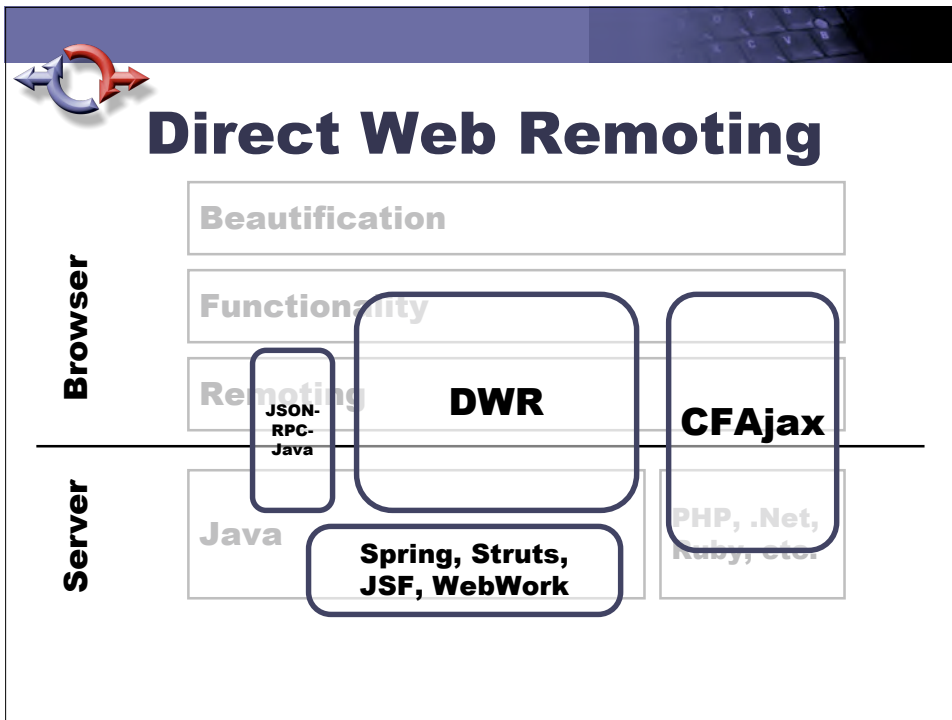 Direct Web Remoting
Browser
Beautification
Functionality
Remoting
JSON-
RPC-
Java
DWR
CFAjax
Server
Java
Spring, Struts,
JSF, WebWork
PHP, .Net,
Ruby, etc.